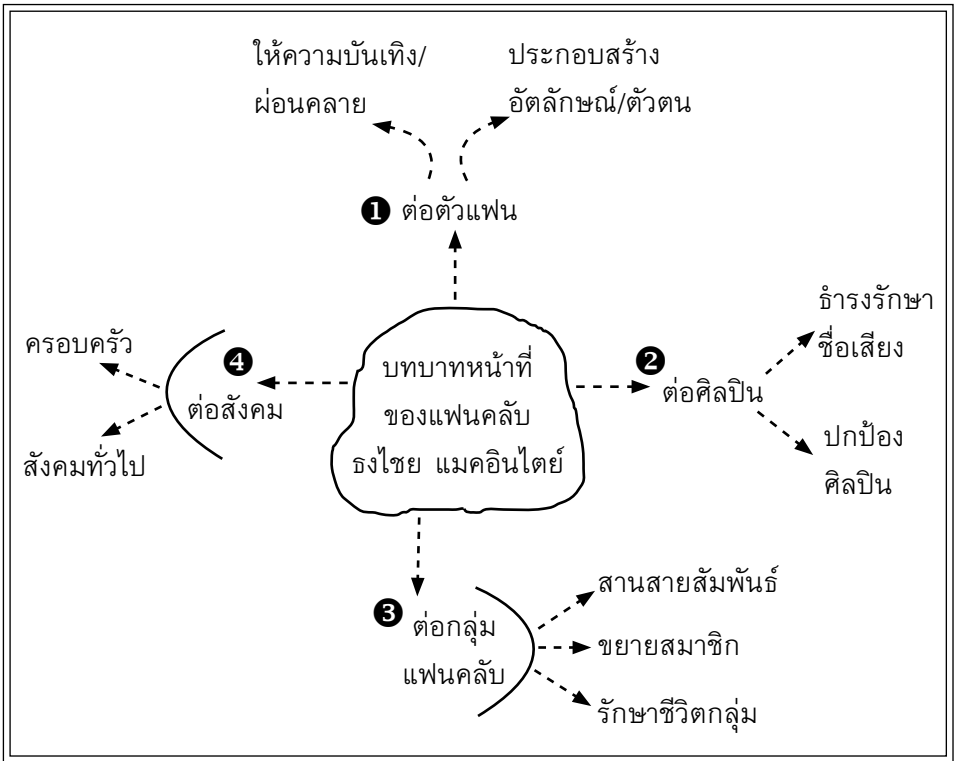 ให้ความบันเทิง/
ผ่อนคลาย
ประกอบสร้าง
อัตลักษณ์/ตัวตน
❶ ต่อตัวแฟน
บทบาทหน้าที่
ของแฟนคลับ
ธงไชย แมคอินไตย์
❷
ต่อศิลปิน
ธำรงรักษา
ชื่อเสียง
ปกป้อง
ศิลปิน
❸ ต่อกลุ่ม
แฟนคลับ
สานสายสัมพันธ์
ขยายสมาชิก
รักษาชีวิตกลุ่ม
❹
ต่อสังคม
ครอบครัว
สังคมทั่วไป